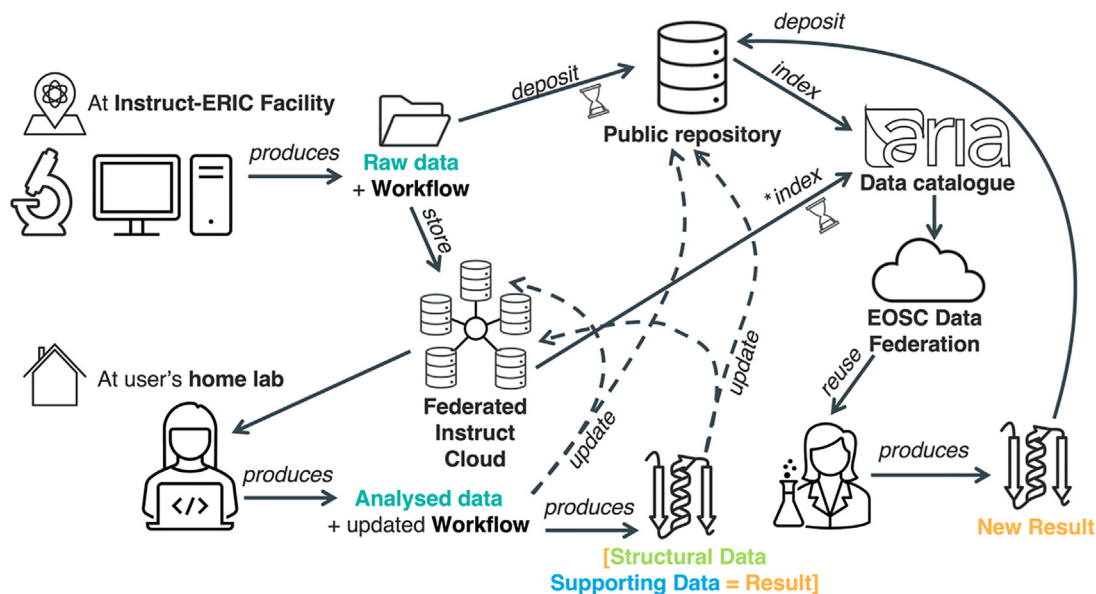 At Instruct-ERIC Facility
produces
Raw data
+ Workflow
deposit
Public repository
deposit
index
aria
Data catalogue
*index
store
Federated
Instruct
Cloud
EOSC Data
Federation
reuse
At user's home lab
</>
produces
Analysed data
+ updated Workflow
update
produces
update
[Structural Data
Supporting Data = Result]
produces
New Result